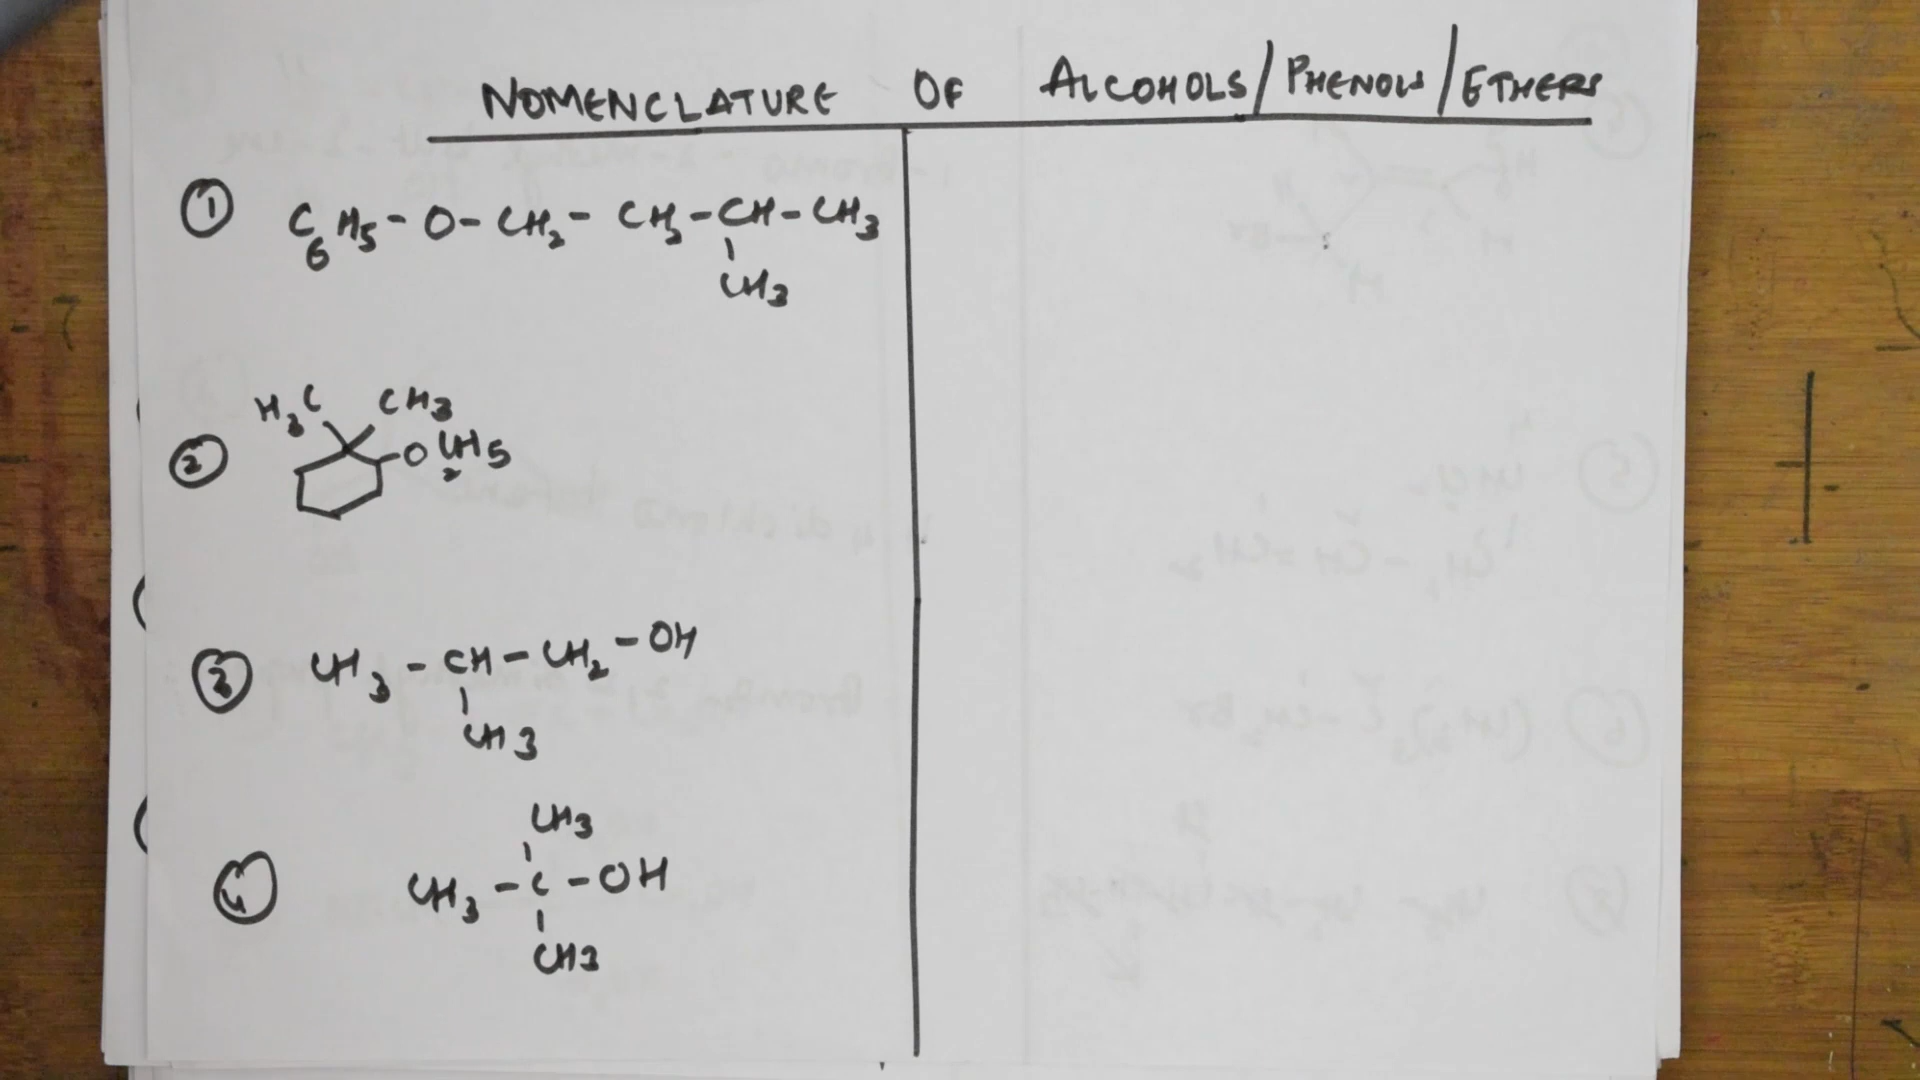 NOMENCLATURE OF ALCOHOLS/PHENOLS/ETHERS
① C6H5-O-CH2-CH2-CH-CH3
CH3
H3C CH3
② OC2H5
③ CH3-CH-CH2-OH
CH3
CH3
④ CH3-C-OH
CH3